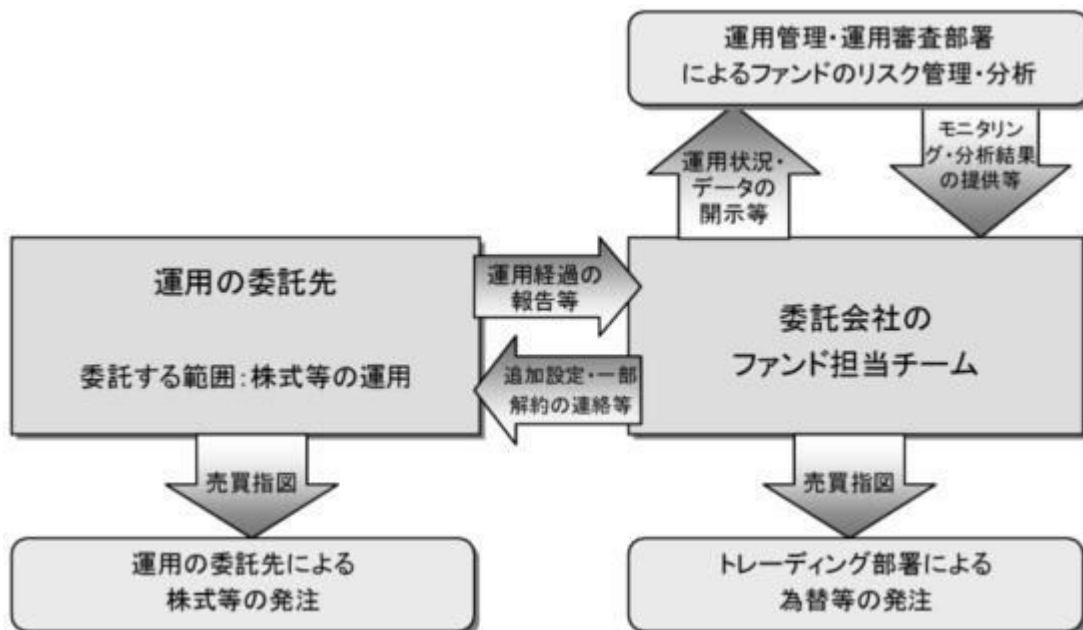 運用管理・運用審査部署
によるファンドのリスク管理・分析
運用状況・
データの
開示等
モニタリン
グ・分析結果
の提供等
運用の委託先
委託する範囲：株式等の運用
運用経過の
報告等
追加設定・一部
解約の連絡等
委託会社の
ファンド担当チーム
売買指図
売買指図
運用の委託先による
株式等の発注
トレーディング部署による
為替等の発注